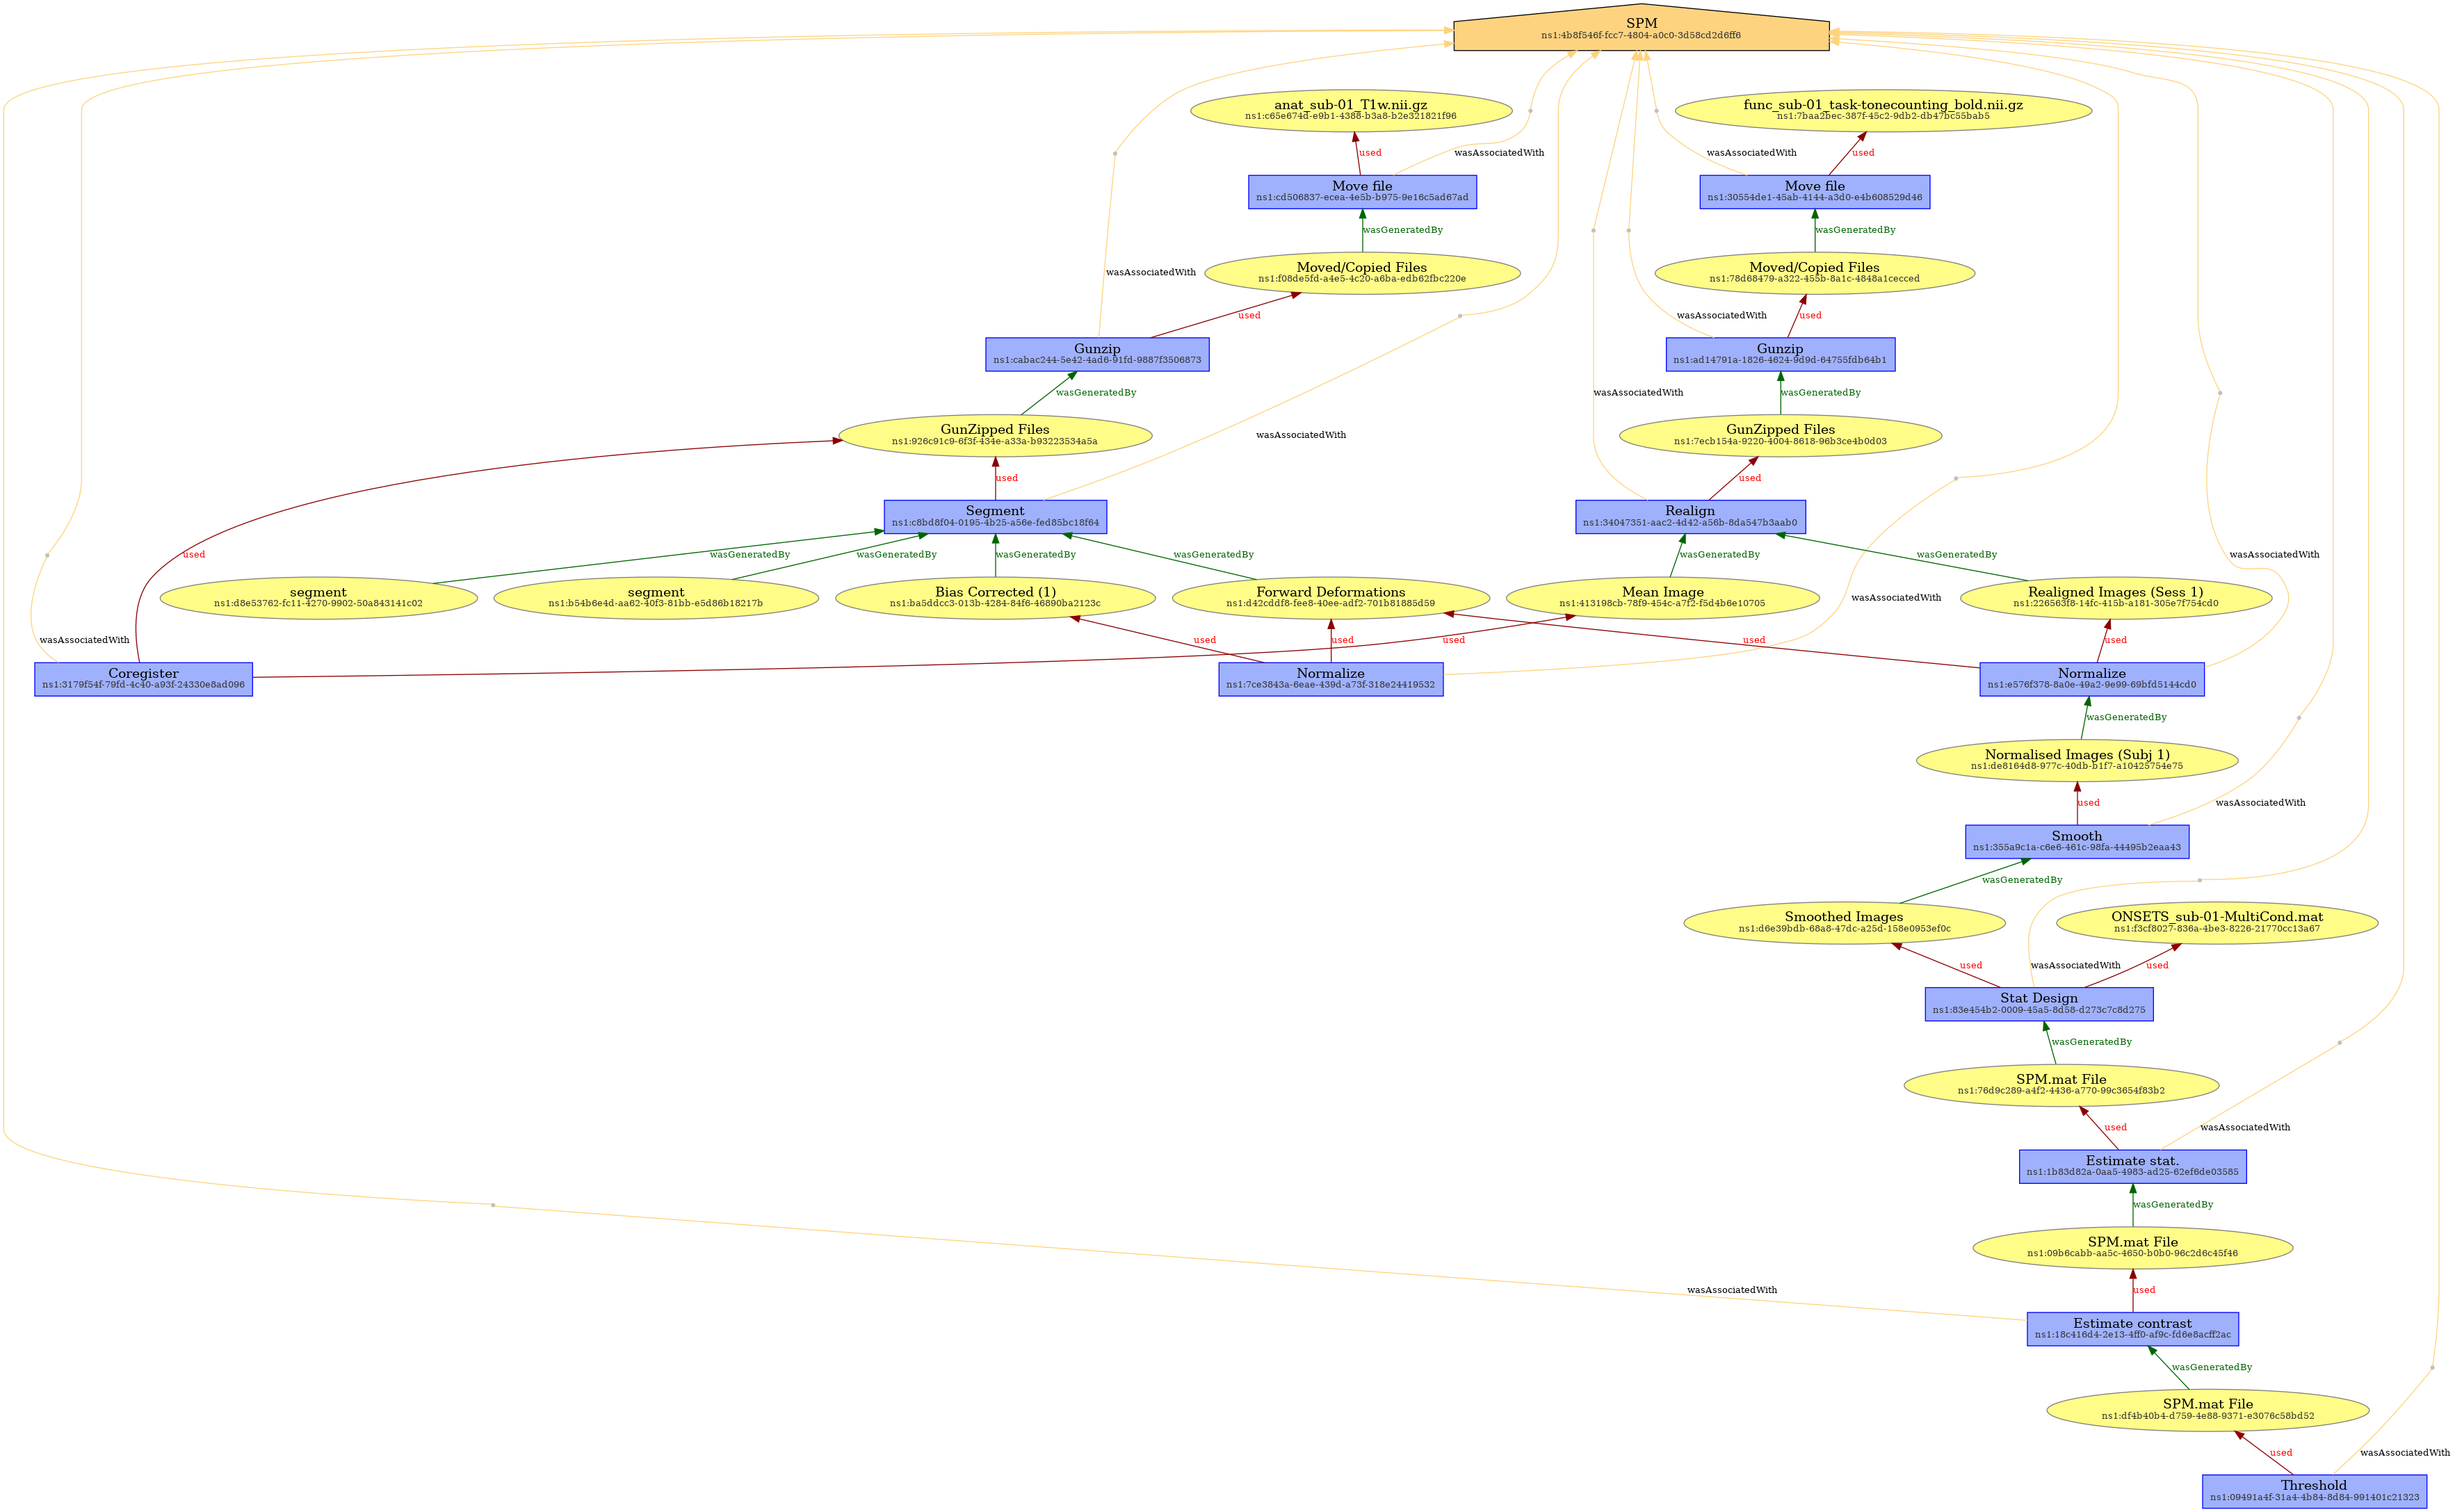 SPM
ns1:4b8f546f-fcc7-4804-a0c0-3d58cd2d6ff6
anat_sub-01_T1w.nii.gz
ns1:c65e674d-e9b1-4388-b3a8-b2e321821f96
func_sub-01_task-tonecounting_bold.nii.gz
ns1:7baa2bec-387f-45c2-9db2-db47bc55bab5
used
wasAssociatedWith
wasAssociatedWith
used
Move file
ns1:cd506837-ecea-4e5b-b975-9e16c5ad67ad
Move file
ns1:30554de1-45ab-4144-a3d0-e4b608529d46
wasGeneratedBy
wasGeneratedBy
wasAssociatedWith
Moved/Copied Files
ns1:f08de5fd-a4e5-4c20-a6ba-edb62fbc220e
Moved/Copied Files
ns1:78d68479-a322-455b-8a1c-4848a1cecced
used
wasAssociatedWith
used
Gunzip
ns1:cabac244-5e42-4ad6-91fd-9887f3506873
Gunzip
ns1:ad14791a-1826-4624-9d9d-64755fdb64b1
wasGeneratedBy
wasAssociatedWith
wasGeneratedBy
GunZipped Files
ns1:926c91c9-6f3f-434e-a33a-b93223534a5a
wasAssociatedWith
GunZipped Files
ns1:7ecb154a-9220-4004-8618-96b3ce4b0d03
used
used
Segment
ns1:c8bd8f04-0195-4b25-a56e-fed85bc18f64
Realign
ns1:34047351-aac2-4d42-a56b-8da547b3aab0
used
wasGeneratedBy
wasGeneratedBy
wasGeneratedBy
wasGeneratedBy
wasGeneratedBy
wasGeneratedBy
wasAssociatedWith
segment
ns1:d8e53762-fc11-4270-9902-50a843141c02
segment
ns1:b54b6e4d-aa62-40f3-81bb-e5d86b18217b
Bias Corrected (1)
ns1:ba5ddcc3-013b-4284-84f6-46890ba2123c
Forward Deformations
ns1:d42cddf8-fee8-40ee-adf2-701b81885d59
Mean Image
ns1:413198cb-78f9-454c-a7f2-f5d4b6e10705
wasAssociatedWith
Realigned Images (Sess 1)
ns1:226563f8-14fc-415b-a181-305e7f754cd0
wasAssociatedWith
used
used
used
used
used
Coregister
ns1:3179f54f-79fd-4c40-a93f-24330e8ad096
Normalize
ns1:7ce3843a-6eae-439d-a73f-318e24419532
Normalize
ns1:e576f378-8a0e-49a2-9e99-69bfd5144cd0
wasGeneratedBy
Normalised Images (Subj 1)
ns1:de8164d8-977c-40db-b1f7-a10425754e75
used
wasAssociatedWith
Smooth
ns1:355a9c1a-c6e6-461c-98fa-44495b2eaa43
wasGeneratedBy
Smoothed Images
ns1:d6e39bdb-68a8-47dc-a25d-158e0953ef0c
ONSETS_sub-01-MultiCond.mat
ns1:f3cf8027-836a-4be3-8226-21770cc13a67
used
wasAssociatedWith
used
Stat Design
ns1:83e454b2-0009-45a5-8d58-d273c7c8d275
wasGeneratedBy
SPM.mat File
ns1:76d9c289-a4f2-4436-a770-99c3654f83b2
used
wasAssociatedWith
Estimate stat.
ns1:1b83d82a-0aa5-4983-ad25-62ef6de03585
wasGeneratedBy
SPM.mat File
ns1:09b6cabb-aa5c-4650-b0b0-96c2d6c45f46
wasAssociatedWith
used
Estimate contrast
ns1:18c416d4-2e13-4ff0-af9c-fd6e8acff2ac
wasGeneratedBy
SPM.mat File
ns1:df4b40b4-d759-4e88-9371-e3076c58bd52
used
wasAssociatedWith
Threshold
ns1:09491a4f-31a4-4b84-8d84-991401c21323